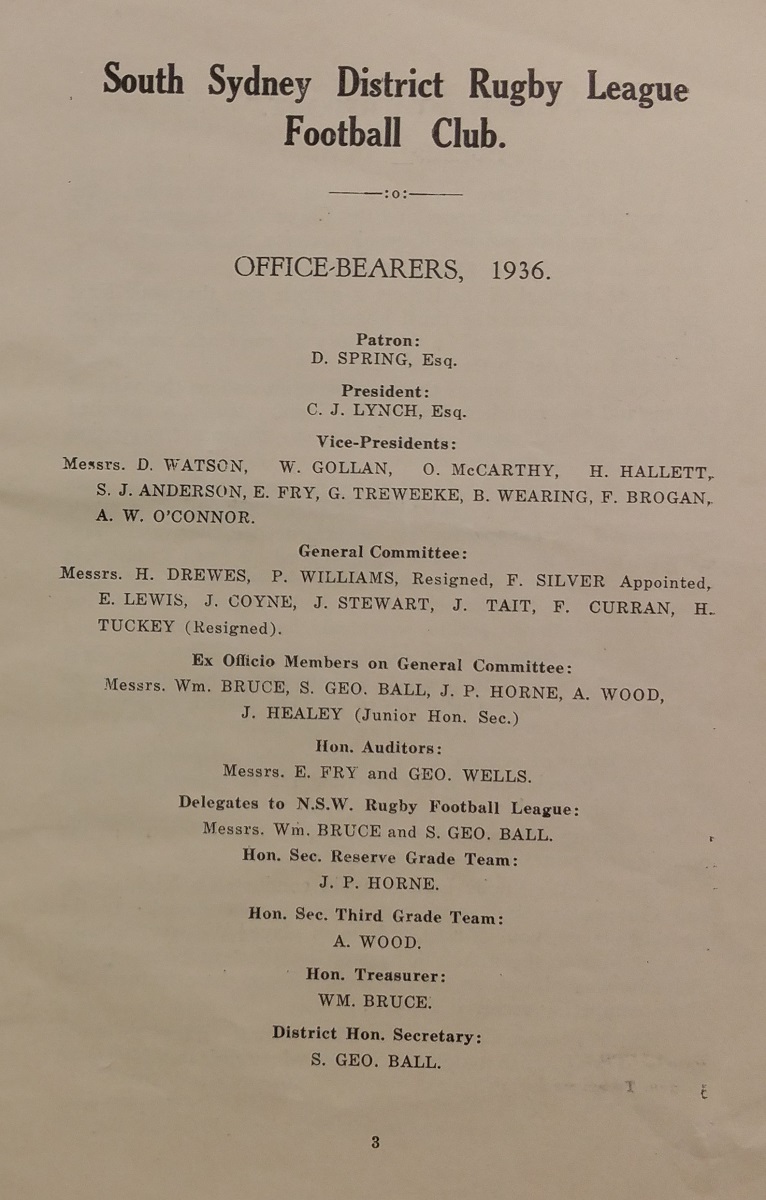 South Sydney District Rugby League
Football Club.
———:o:———
OFFICE-BEARERS, 1936.
Patron:
D. SPRING, Esq.
President:
C. J. LYNCH, Esq.
Vice-Presidents:
Messrs. D. WATSON, W. GOLLAN, O. McCARTHY, H. HALLETT,
S. J. ANDERSON, E. FRY, G. TREWEEKE, B. WEARING, F. BROGAN,
A. W. O'CONNOR.
General Committee:
Messrs. H. DREWES, P. WILLIAMS, Resigned, F. SILVER Appointed,
E. LEWIS, J. COYNE, J. STEWART, J. TAIT, F. CURRAN, H.
TUCKEY (Resigned).
Ex Officio Members on General Committee:
Messrs. Wm. BRUCE, S. GEO. BALL, J. P. HORNE, A. WOOD,
J. HEALEY (Junior Hon. Sec.)
Hon. Auditors:
Messrs. E. FRY and GEO. WELLS.
Delegates to N.S.W. Rugby Football League:
Messrs. Wm. BRUCE and S. GEO. BALL.
Hon. Sec. Reserve Grade Team:
J. P. HORNE.
Hon. Sec. Third Grade Team:
A. WOOD.
Hon. Treasurer:
WM. BRUCE.
District Hon. Secretary:
S. GEO. BALL.
3